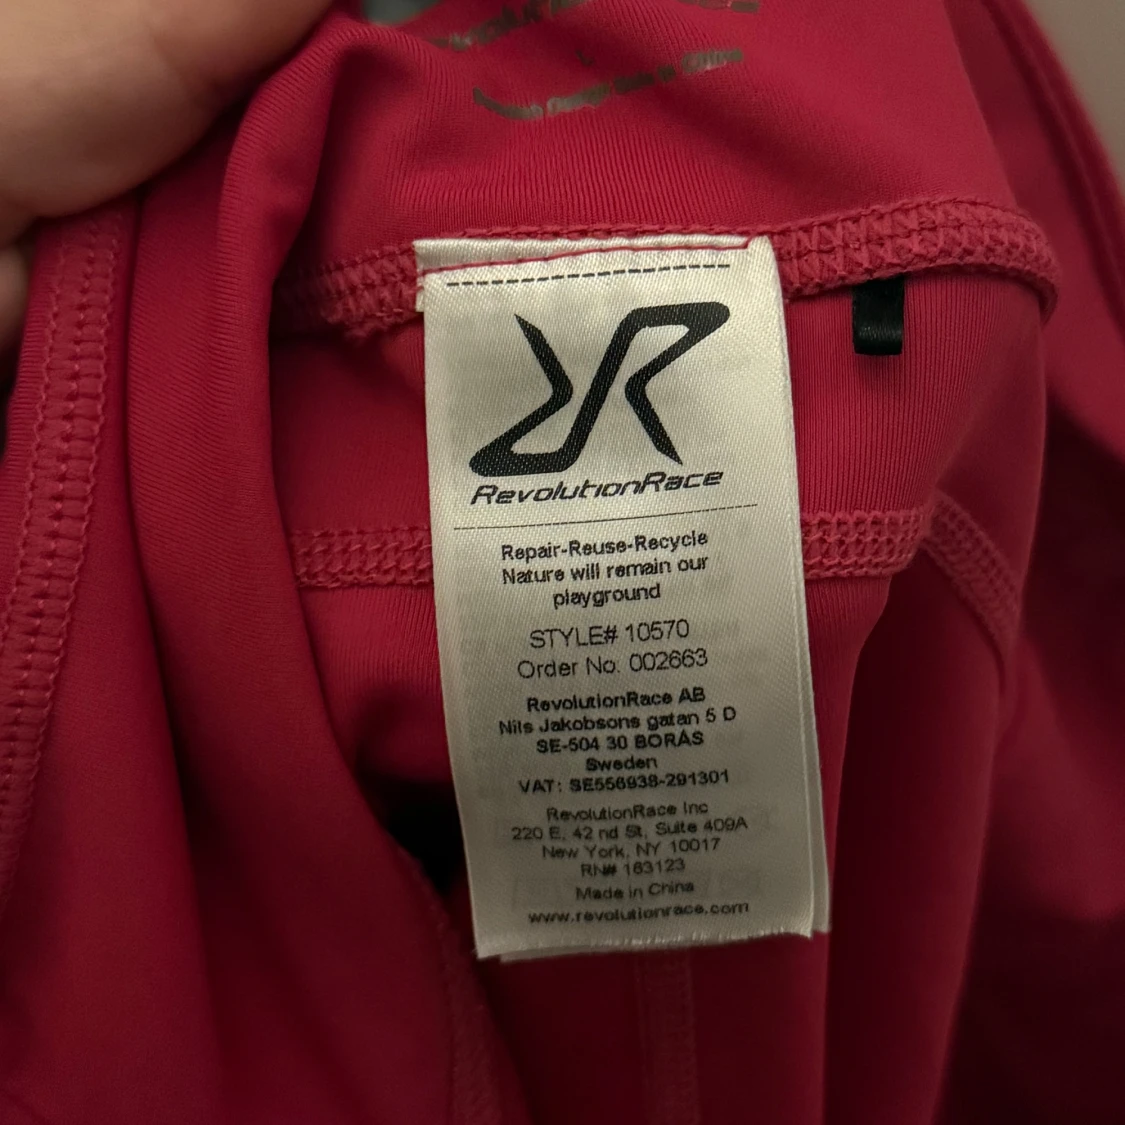 L
RevolutionRace
Repair-Reuse-Recycle
Nature will remain our
playground
STYLE# 10570
Order No. 002663
RevolutionRace AB
Nils Jakobsons gatan 5 D
SE-504 30 BORÅS
Sweden
VAT: SE556938-291301
RevolutionRace Inc
220 E, 42 nd St, Suite 409A
New York, NY 10017
RN# 163123
Made in China
www.revolutionrace.com